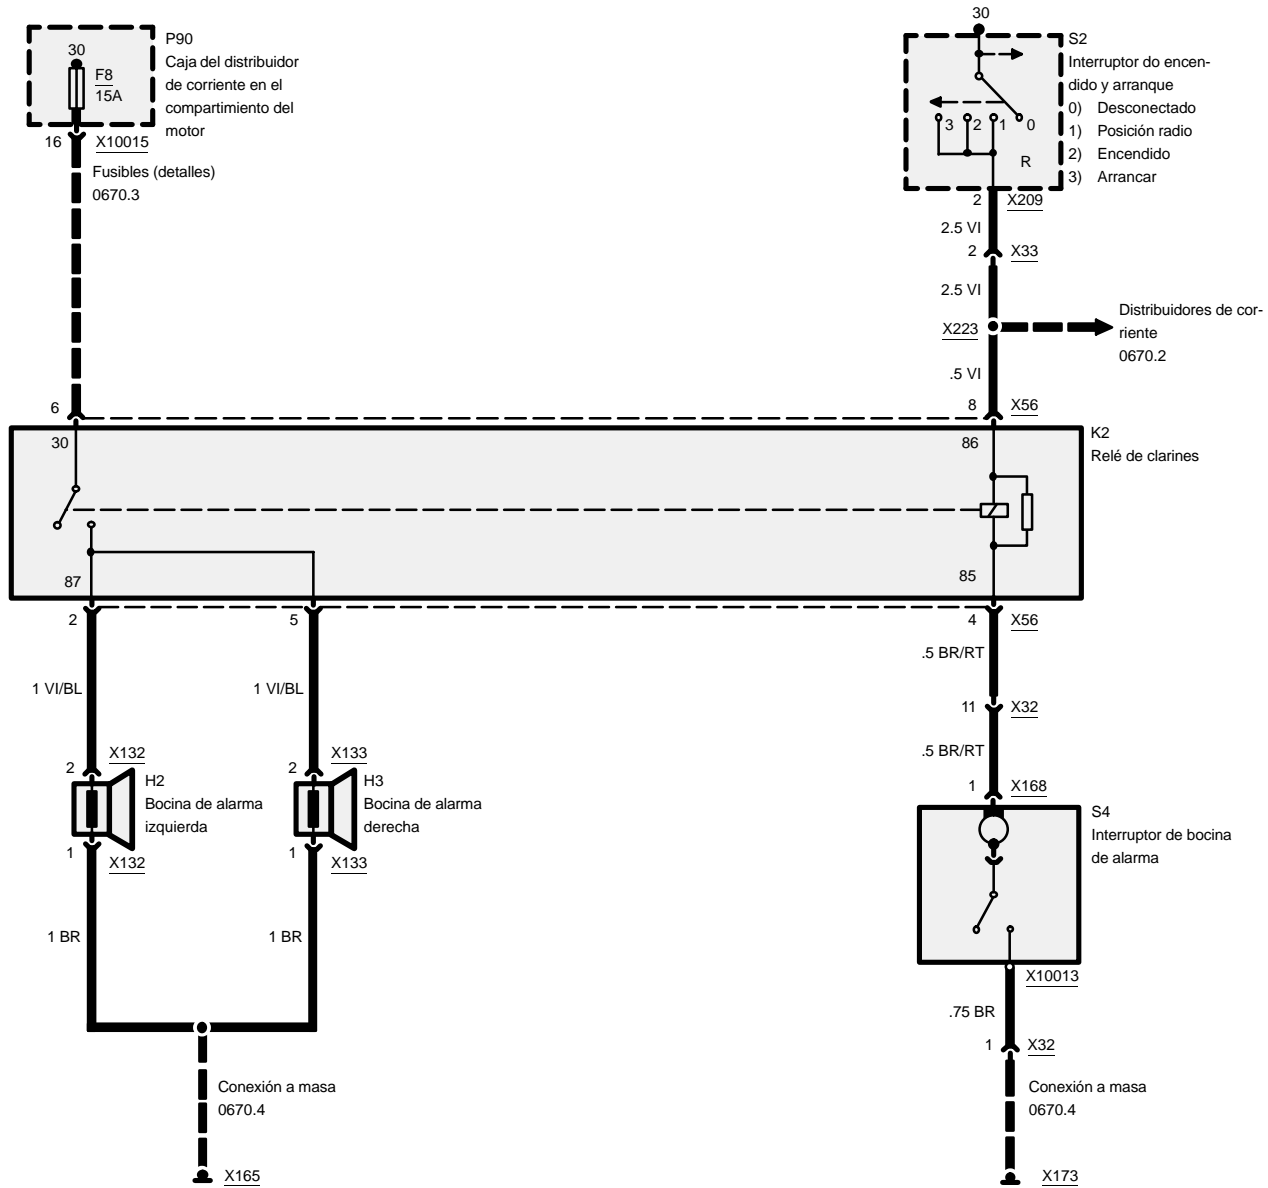 P90
Caja del distribuidor
de corriente en el
compartimiento del
motor
30
F8
15A
16
X10015
Fusibles (detalles)
0670.3
30
S2
Interruptor do encen-
dido y arranque
0) Desconectado
1) Posición radio
2) Encendido
3) Arrancar
3 2 1 0
R
2
X209
2.5 VI
2
X33
2.5 VI
X223
Distribuidores de cor-
riente
0670.2
.5 VI
6
8
X56
30
86
K2
Relé de clarines
87
85
2
5
4
X56
1 VI/BL
1 VI/BL
.5 BR/RT
11
X32
.5 BR/RT
2
X132
H2
Bocina de alarma
izquierda
1
X132
2
X133
H3
Bocina de alarma
derecha
1
X133
1
X168
S4
Interruptor de bocina
de alarma
1 BR
1 BR
X10013
.75 BR
1
X32
Conexión a masa
0670.4
Conexión a masa
0670.4
X165
X173